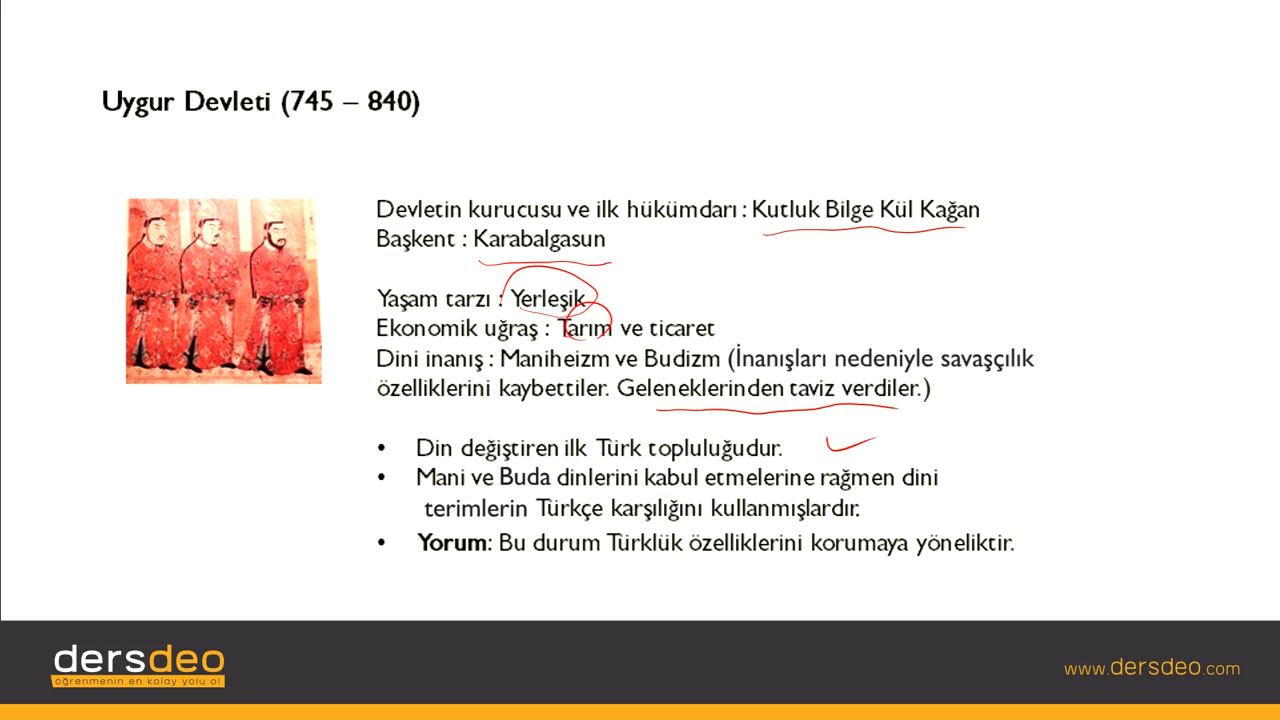 Uygur Devleti (745 – 840)
Devletin kurucusu ve ilk hükümdarı : Kutluk Bilge Kül Kağan
Başkent : Karabalgasun
Yaşam tarzı : Yerleşik
Ekonomik uğraş : Tarım ve ticaret
Dini inanış : Maniheizm ve Budizm (İnanışları nedeniyle savaşçılık
özelliklerini kaybettiler. Geleneklerinden taviz verdiler.)
• Din değiştiren ilk Türk topluluğudur.
• Mani ve Buda dinlerini kabul etmelerine rağmen dini
terimlerin Türkçe karşılığını kullanmışlardır.
• Yorum: Bu durum Türklük özelliklerini korumaya yöneliktir.
dersdeo
öğrenmenin en kolay yolu o!
www.dersdeo.com